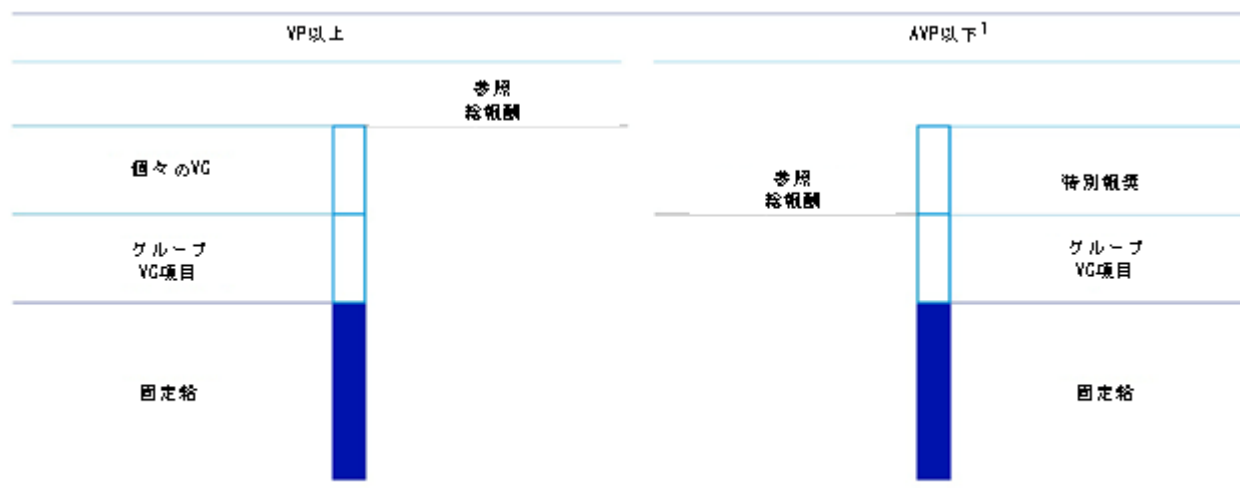 VP以上
AVP以下1
参照
総報酬
個々のVC
参照
総報酬
特別報奨
グループ
VC項目
グループ
VC項目
固定給
固定給